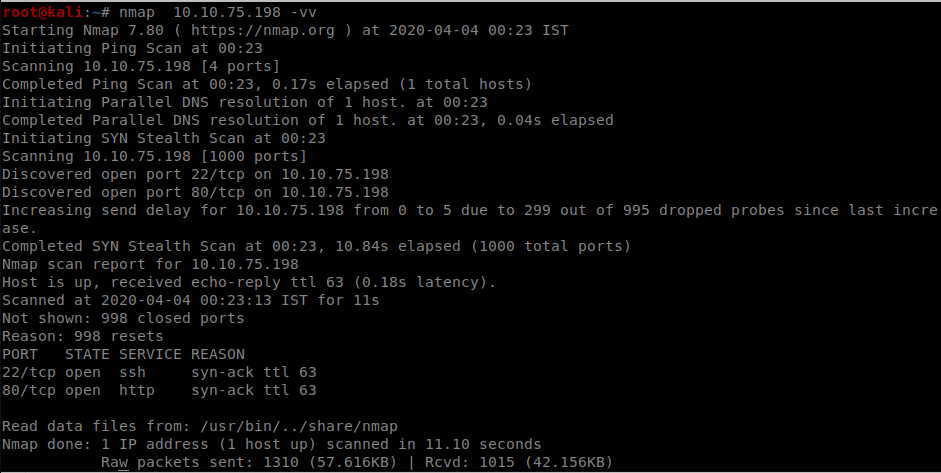 root@kali:~# nmap  10.10.75.198 -vv
Starting Nmap 7.80 ( https://nmap.org ) at 2020-04-04 00:23 IST
Initiating Ping Scan at 00:23
Scanning 10.10.75.198 [4 ports]
Completed Ping Scan at 00:23, 0.17s elapsed (1 total hosts)
Initiating Parallel DNS resolution of 1 host. at 00:23
Completed Parallel DNS resolution of 1 host. at 00:23, 0.04s elapsed
Initiating SYN Stealth Scan at 00:23
Scanning 10.10.75.198 [1000 ports]
Discovered open port 22/tcp on 10.10.75.198
Discovered open port 80/tcp on 10.10.75.198
Increasing send delay for 10.10.75.198 from 0 to 5 due to 299 out of 995 dropped probes since last incre
ase.
Completed SYN Stealth Scan at 00:23, 10.84s elapsed (1000 total ports)
Nmap scan report for 10.10.75.198
Host is up, received echo-reply ttl 63 (0.18s latency).
Scanned at 2020-04-04 00:23:13 IST for 11s
Not shown: 998 closed ports
Reason: 998 resets
PORT   STATE SERVICE REASON
22/tcp open  ssh     syn-ack ttl 63
80/tcp open  http    syn-ack ttl 63
Read data files from: /usr/bin/../share/nmap
Nmap done: 1 IP address (1 host up) scanned in 11.10 seconds
           Raw packets sent: 1310 (57.616KB) | Rcvd: 1015 (42.156KB)